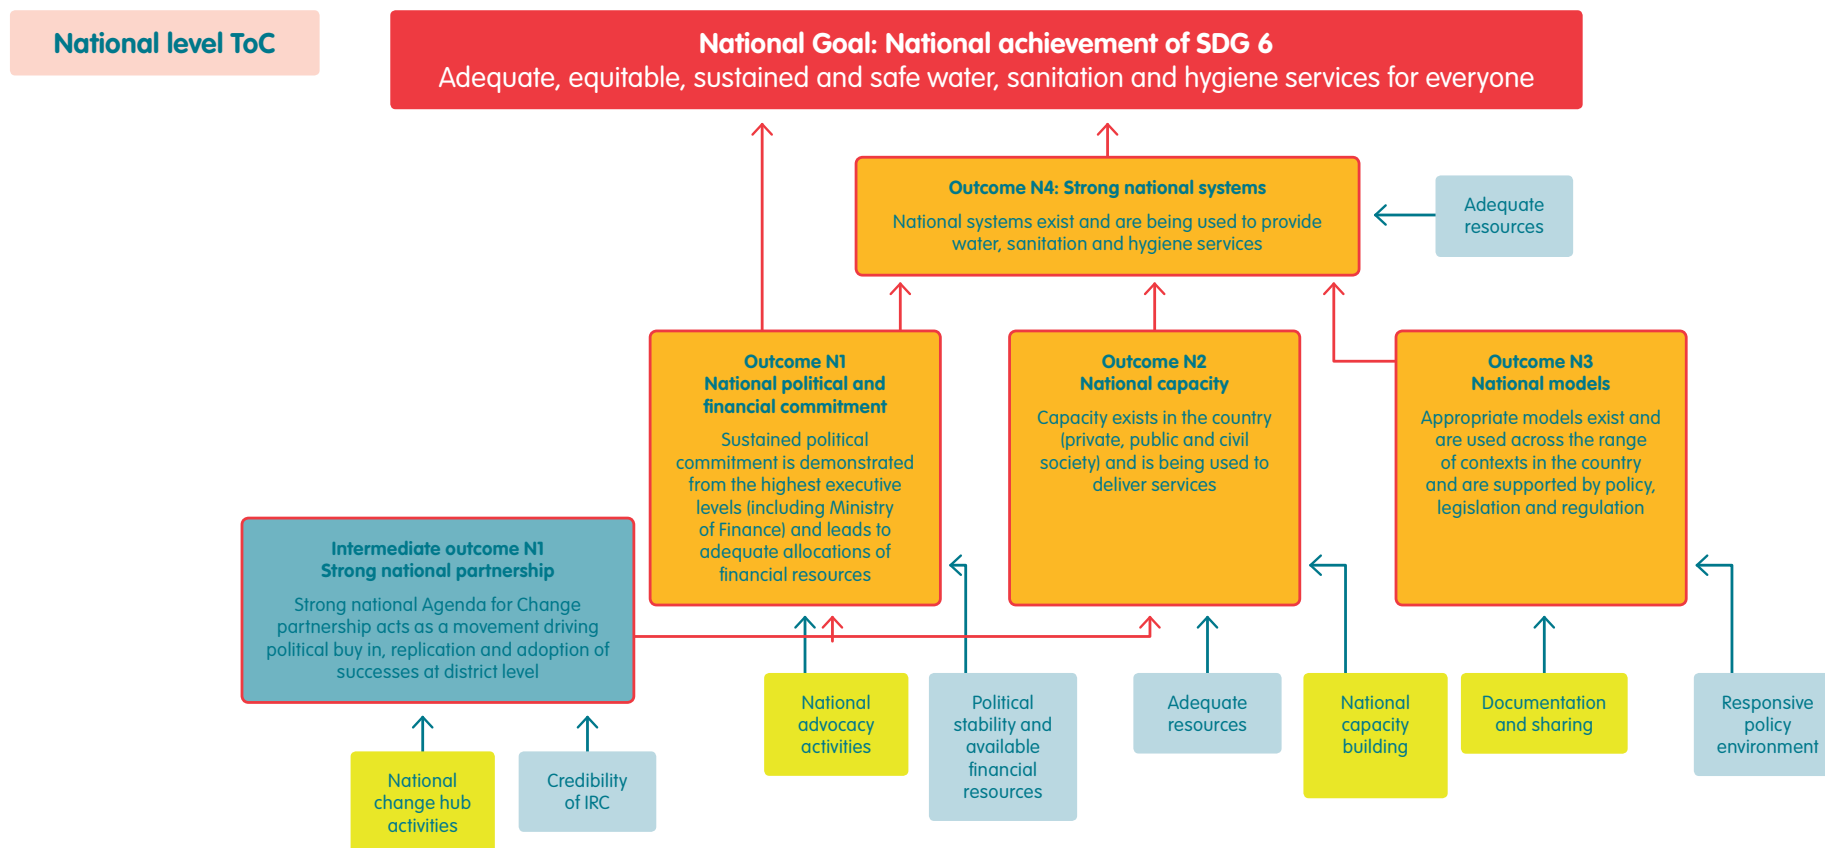 National level ToC
National Goal: National achievement of SDG 6
Adequate, equitable, sustained and safe water, sanitation and hygiene services for everyone
Outcome N4: Strong national systems
National systems exist and are being used to provide
water, sanitation and hygiene services
Adequate
resources
Outcome N1
National political and
financial commitment
Sustained political
commitment is demonstrated
from the highest executive
levels (including Ministry
of Finance) and leads to
adequate allocations of
financial resources
Outcome N2
National capacity
Capacity exists in the country
(private, public and civil
society) and is being used to
deliver services
Outcome N3
National models
Appropriate models exist and
are used across the range
of contexts in the country
and are supported by policy,
legislation and regulation
Intermediate outcome N1
Strong national partnership
Strong national Agenda for Change
partnership acts as a movement driving
political buy in, replication and adoption of
successes at district level
National
advocacy
activities
Political
stability and
available
financial
resources
Adequate
resources
National
capacity
building
Documentation
and sharing
Responsive
policy
environment
National
change hub
activities
Credibility
of IRC